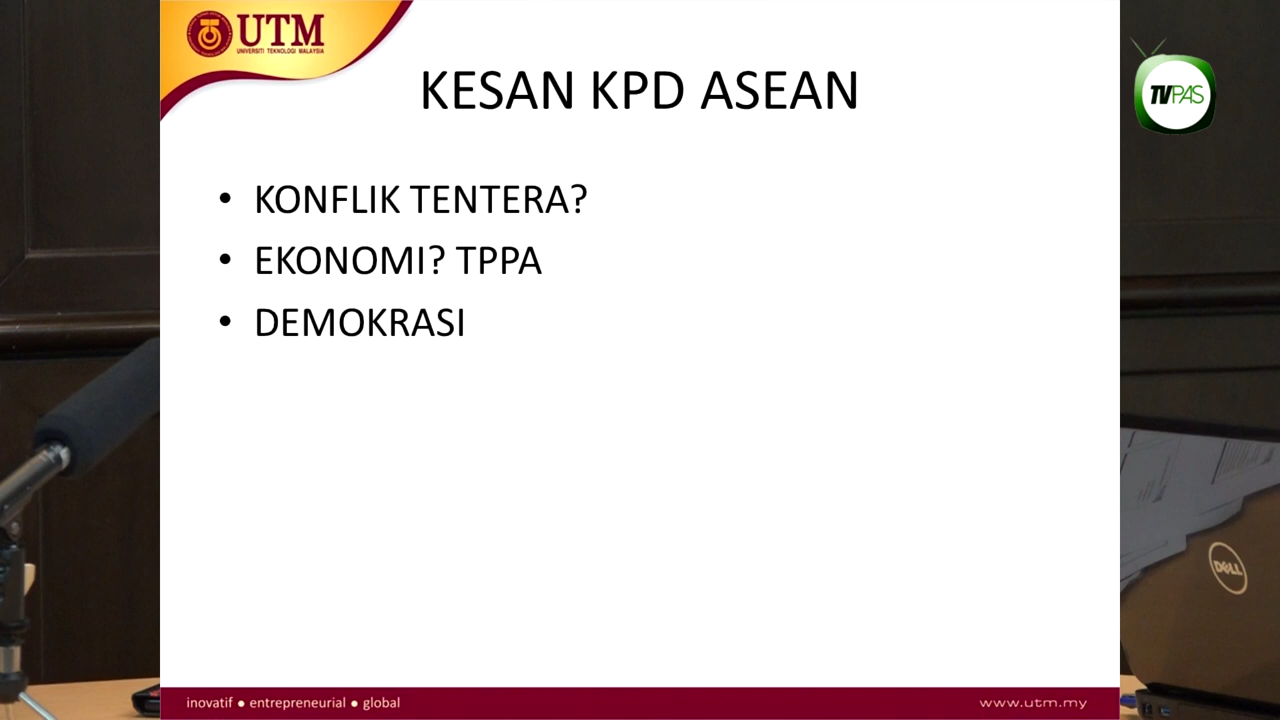 UTM
UNIVERSITI TEKNOLOGI MALAYSIA
TVPAS
KESAN KPD ASEAN
• KONFLIK TENTERA?
• EKONOMI? TPPA
• DEMOKRASI
DELL
inovatif ● entrepreneurial ● global
www.utm.my